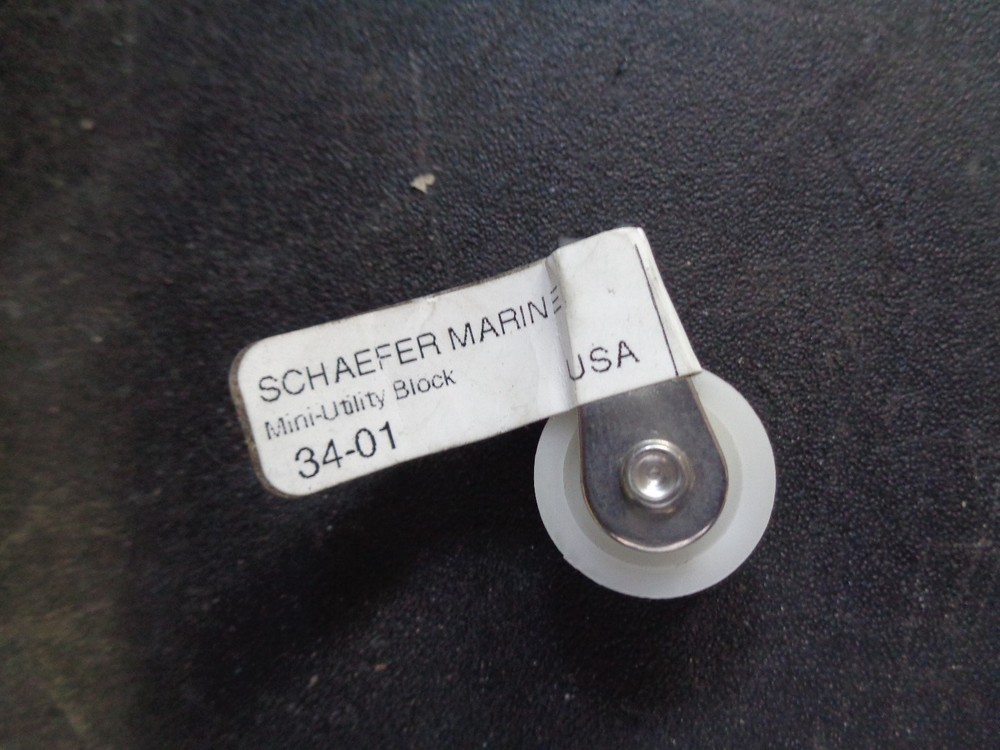 SCHAEFER MARINE
Mini-Utility Block
34-01
USA